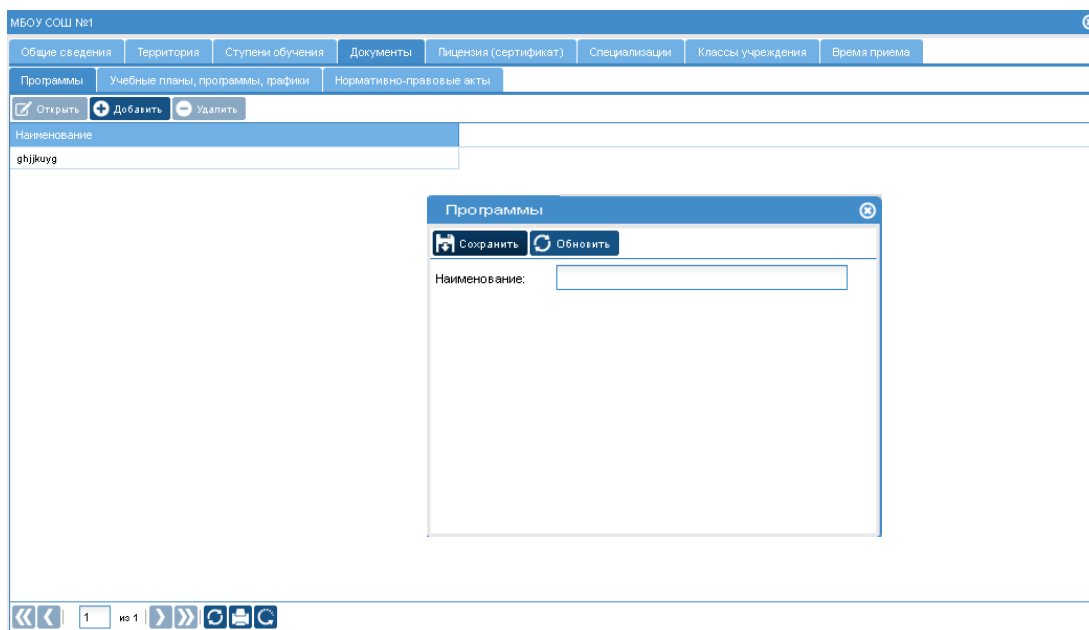 МБОУ СОШ №1
Общие сведения Территория Ступени обучения Документы Лицензия (сертификат) Специализации Классы учреждения Время приема
Программы Учебные планы, программы, графики Нормативно-правовые акты
Открыть Добавить Удалить
Наименование
ghjjkuyg
Программы
Сохранить Обновить
Наименование:
1 из 1